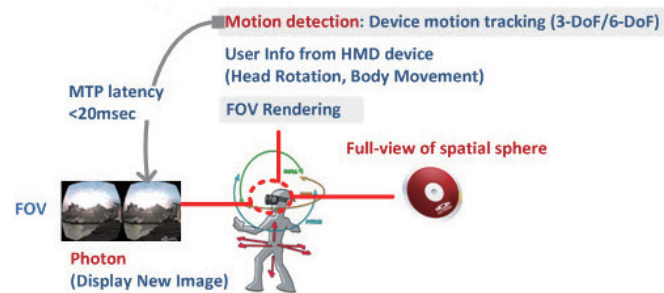 Motion detection: Device motion tracking (3-DoF/6-DoF)
User Info from HMD device
(Head Rotation, Body Movement)
MTP latency
<20msec
FOV Rendering
Full-view of spatial sphere
FOV
Photon
(Display New Image)